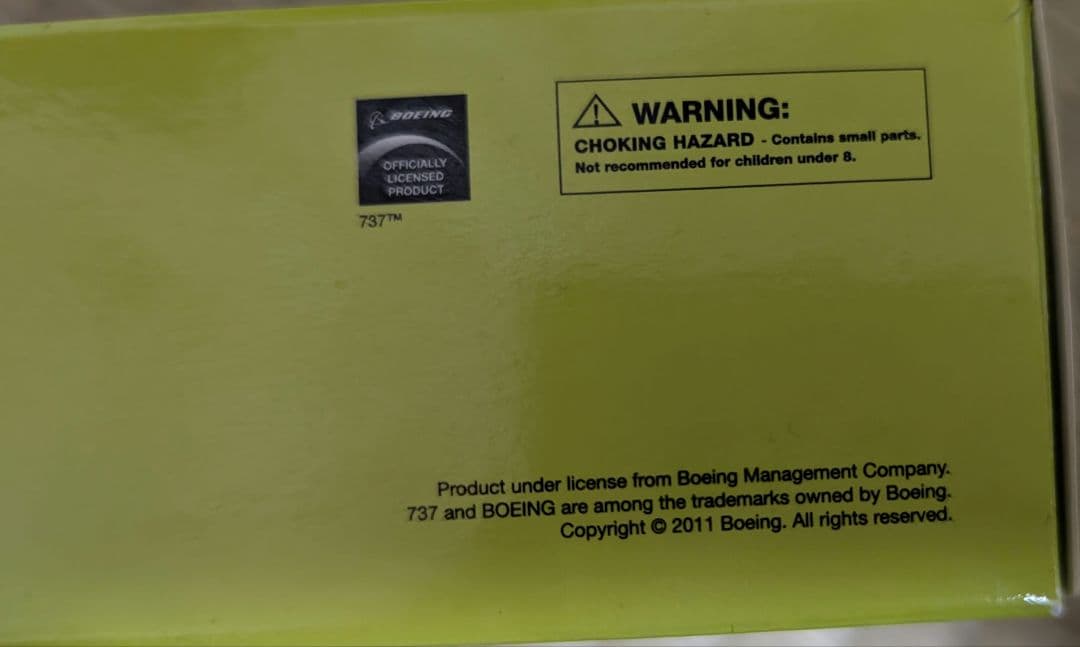 BOEING
OFFICIALLY
LICENSED
PRODUCT
737™
⚠ WARNING:
CHOKING HAZARD - Contains small parts.
Not recommended for children under 8.
Product under license from Boeing Management Company.
737 and BOEING are among the trademarks owned by Boeing.
Copyright © 2011 Boeing. All rights reserved.